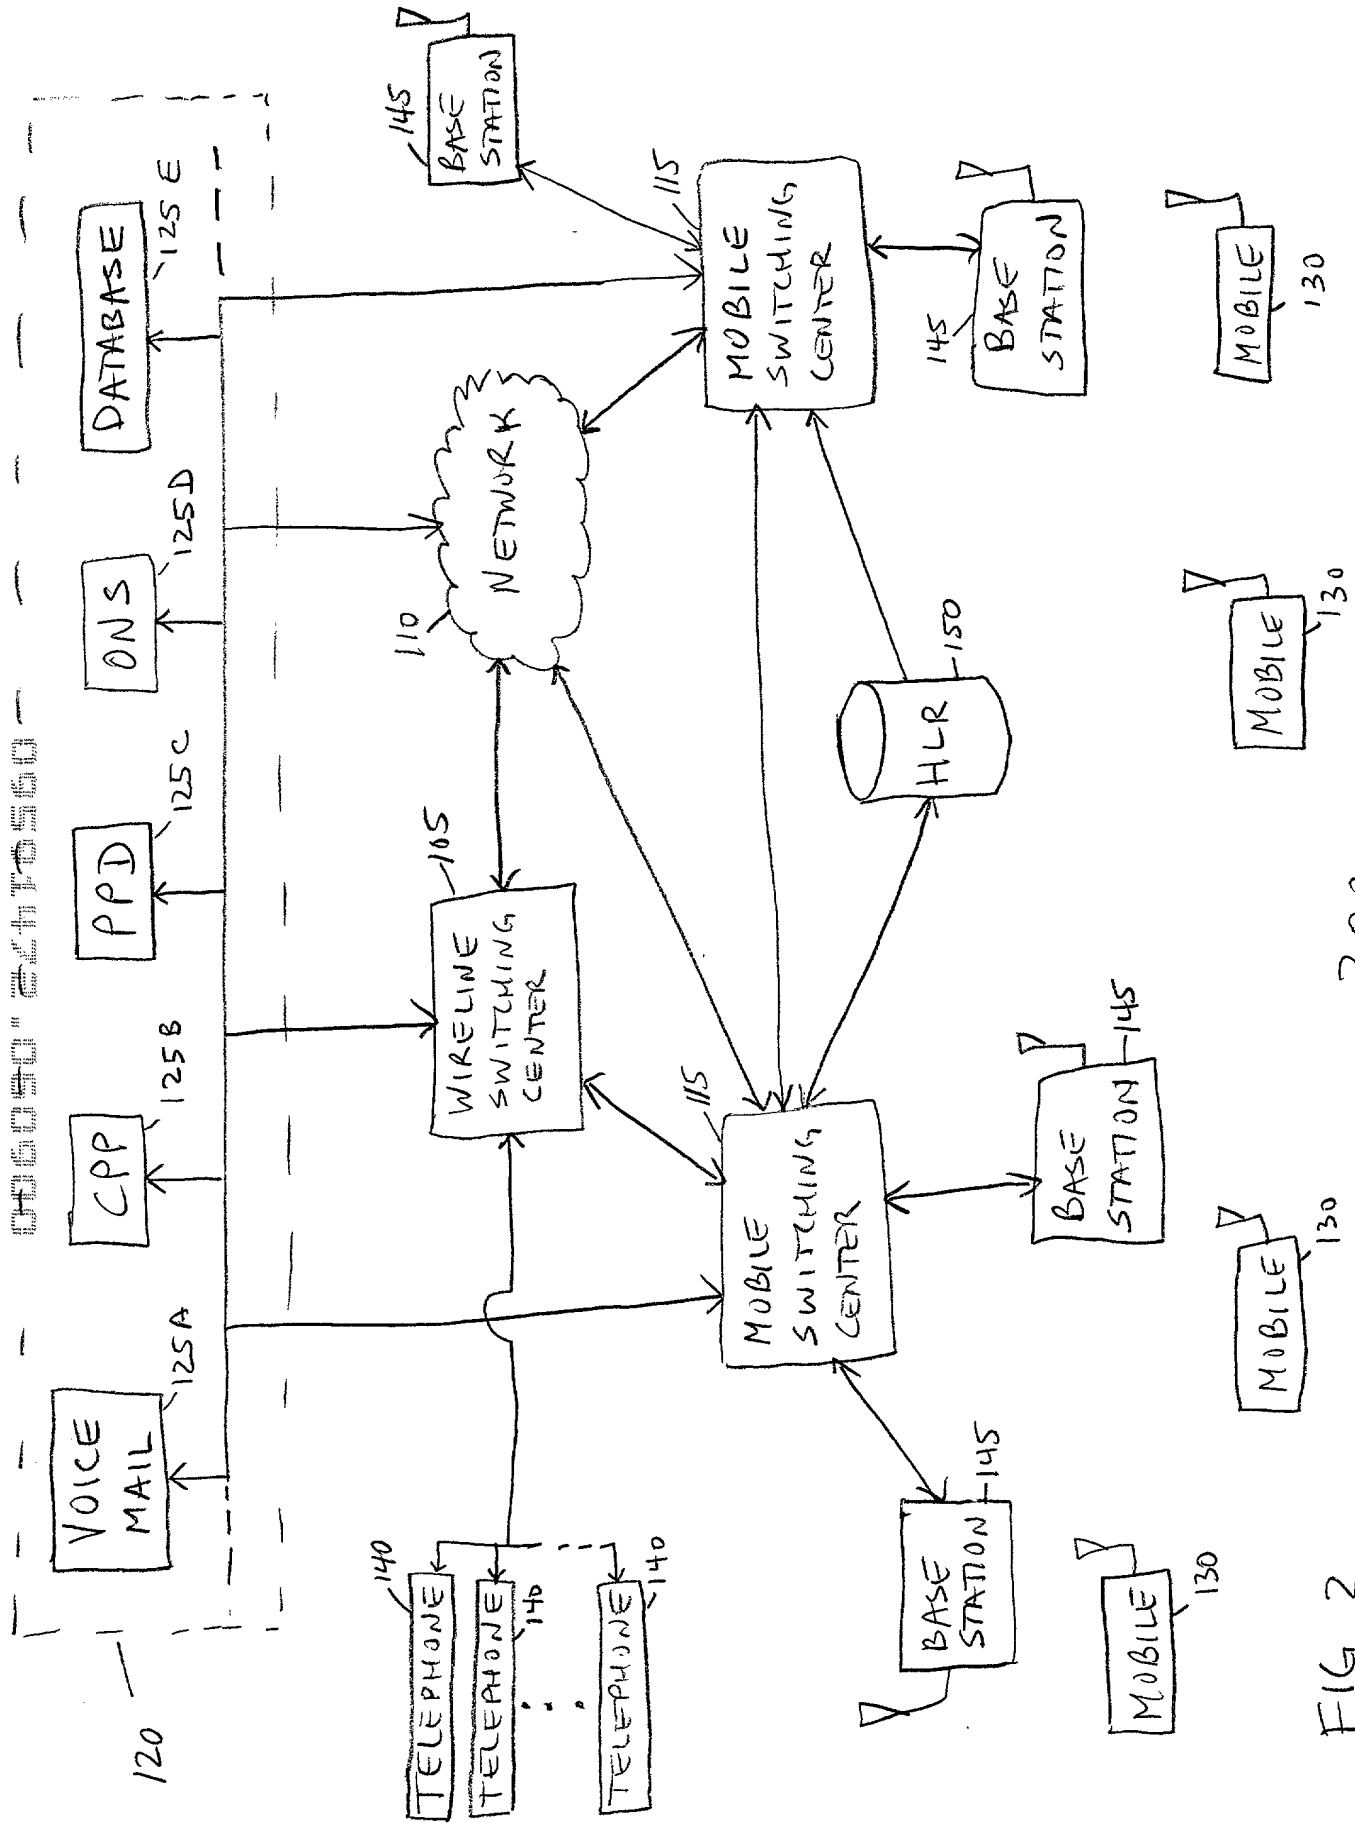 120
VOICE
MAIL
125A
CPP
125B
PPD
125C
ONS
125D
DATABASE
125E
TELEPHONE
140
TELEPHONE
140
TELEPHONE
140
WIRELINE
SWITCHING
CENTER
105
110
NETWORK
145
BASE
STATION
115
MOBILE
SWITCHING
CENTER
115
MOBILE
SWITCHING
CENTER
HLR
150
BASE
STATION
145
BASE
STATION
145
145
BASE
STATION
MOBILE
130
MOBILE
130
MOBILE
130
MOBILE
130
FIG 2